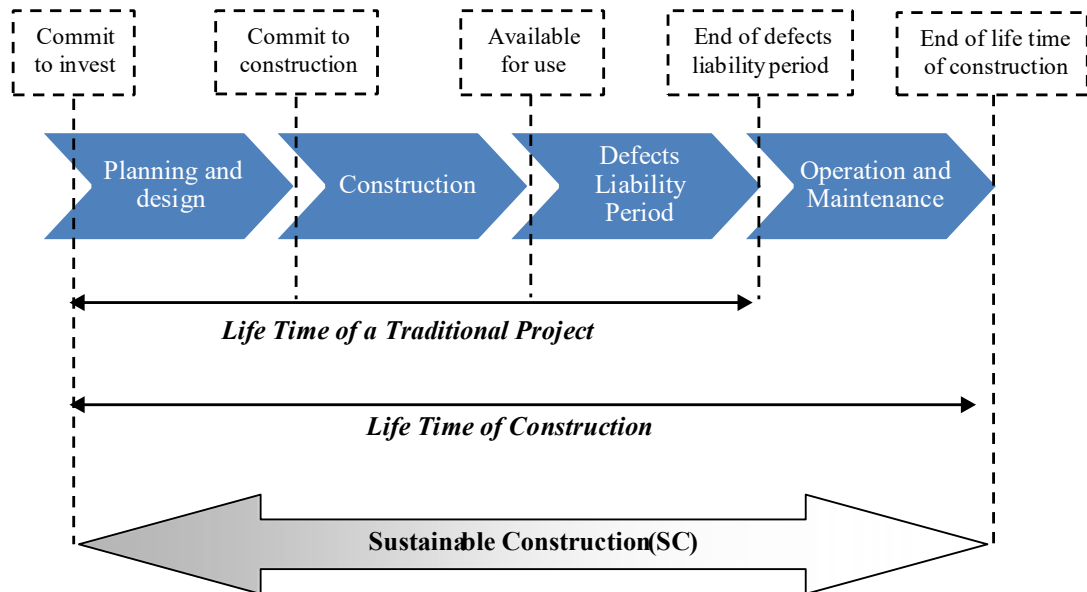 Commit
to invest
Commit to
construction
Available
for use
End of defects
liability period
End of life time
of construction
Planning and
design
Construction
Defects
Liability
Period
Operation and
Maintenance
Life Time of a Traditional Project
Life Time of Construction
Sustainable Construction(SC)